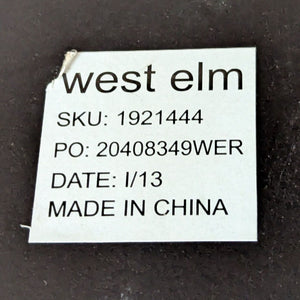 west elm
SKU: 1921444
PO: 20408349WER
DATE: I/13
MADE IN CHINA